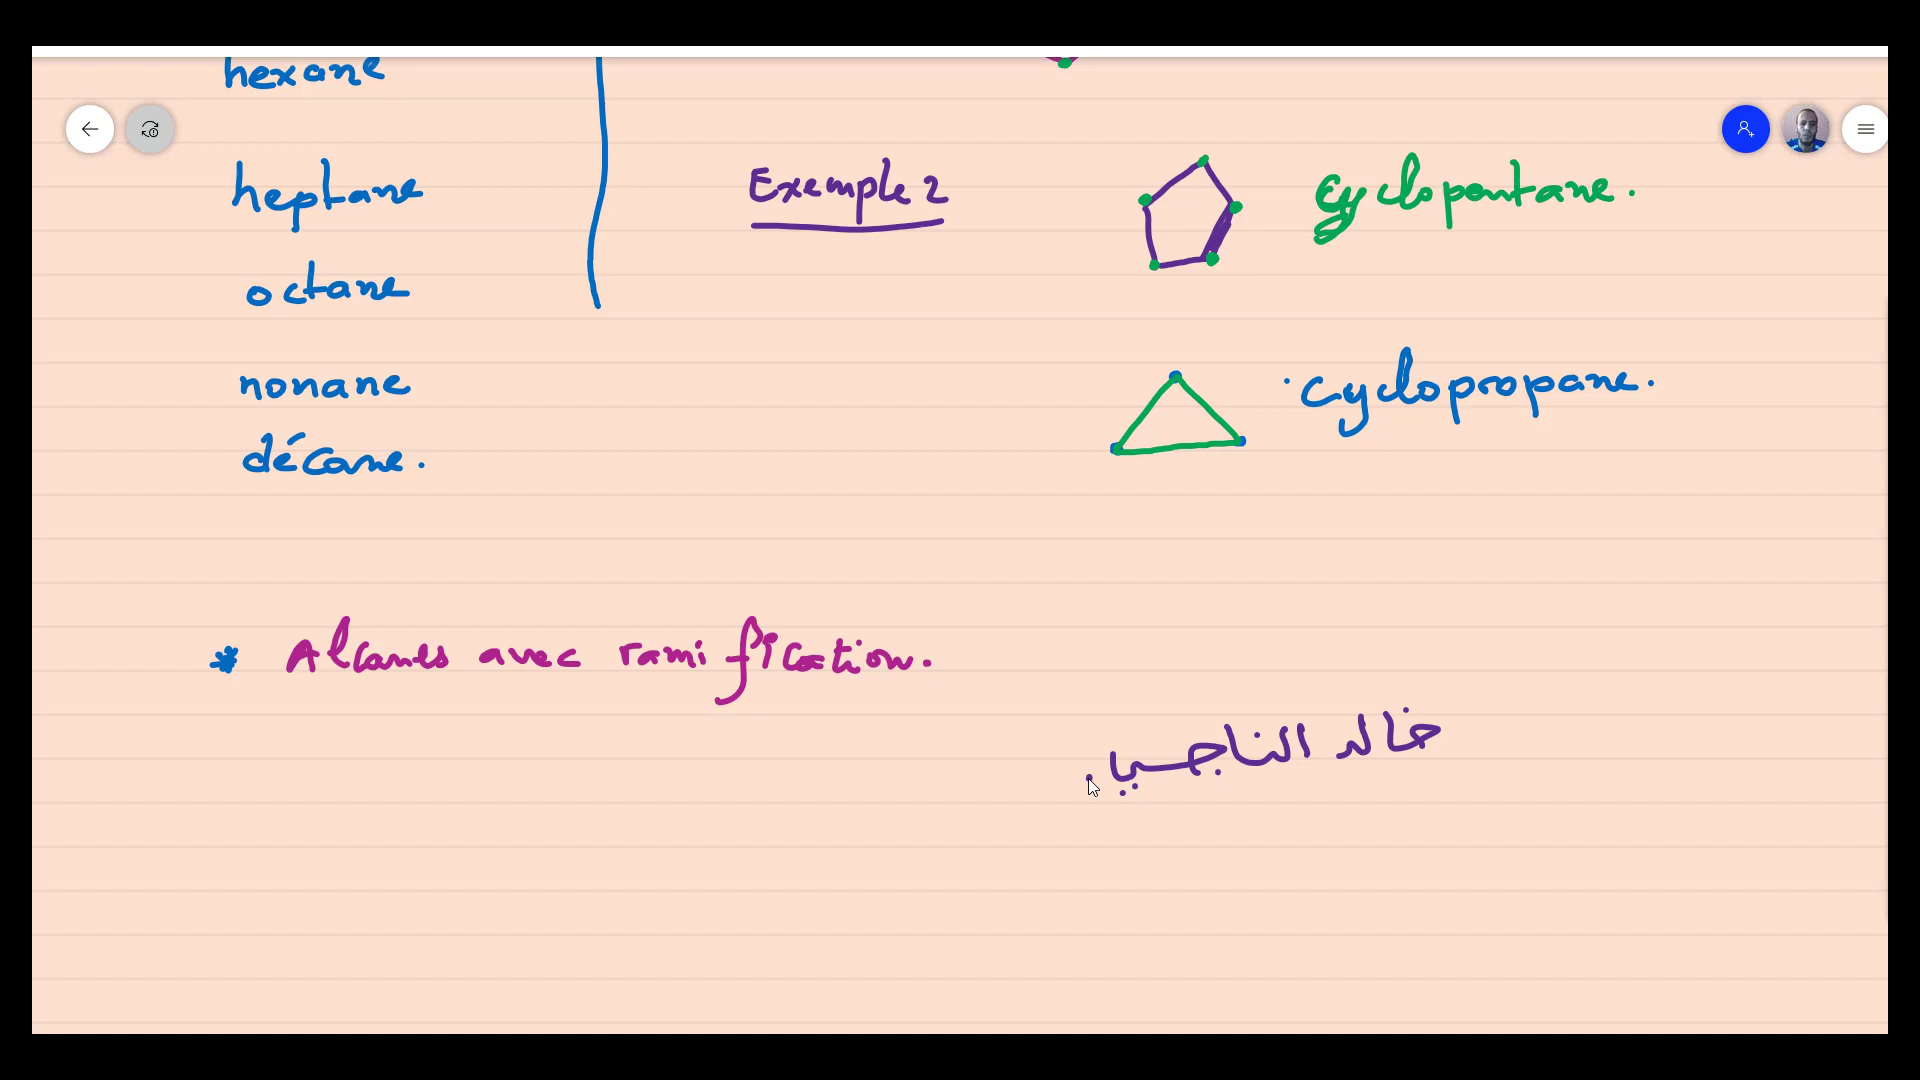 hexane
heptane
octane
nonane
décane.
Exemple 2
Cyclopentane.
Cyclopropane.
* Alcanes avec ramification.
خالد الناجي